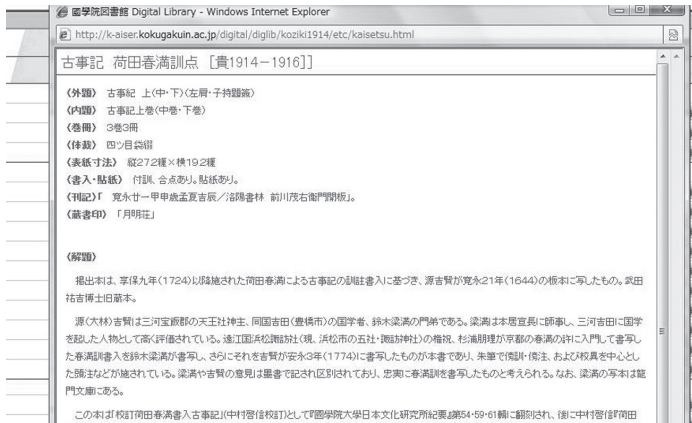 國學院図書館 Digital Library - Windows Internet Explorer
http://k-aiser.kokugakuin.ac.jp/digital/diglib/koziki1914/etc/kaisetsu.html
古事記 荷田春満訓点 [貴1914-1916]]
〈外題〉 古事紀 上(中・下)(左肩・子持題簽)
〈内題〉 古事記上巻(中巻・下巻)
〈巻冊〉 3巻3冊
〈体裁〉 四ツ目袋綴
〈表紙寸法〉 縦27.2糎×横19.2糎
〈書入・貼紙〉 付訓、合点あり。貼紙あり。
〈刊記〉「 寛永廿一甲申歳孟夏吉辰/洛陽書林 前川茂右衛門開板」。
〈蔵書印〉 「月明荘」
〈解題〉
掲出本は、享保九年(1724)以降施された荷田春満による古事記の訓註書入に基づき、源吉賢が寛永21年(1644)の板本に写したもの。武田
祐吉博士旧蔵本。
源(大林)吉賢は三河宝飯郡の天王社神主、同国吉田(豊橋市)の国学者、鈴木梁満の門弟である。梁満は本居宣長に師事し、三河吉田に国学
を起した人物として高く評価されている。遠江国浜松諏訪社(現、浜松市の五社・諏訪神社)の権祝、杉浦朋理が京都の春満の許に入門して書写し
た春満訓書入を鈴木梁満が書写し、さらにそれを吉賢が安永3年(1774)に書写したものが本書であり、朱筆で傍訓・傍注、および校異を中心とし
た頭注などが施されている。梁満や吉賢の意見は墨書で記され区別されており、忠実に春満訓を書写したものと考えられる。なお、梁満の写本は龍
門文庫にある。
この本は「校訂荷田春満書入古事記」(中村啓信校訂)として『國學院大學日本文化研究所紀要』第54・59・61輯に翻刻され、後に中村啓信『荷田